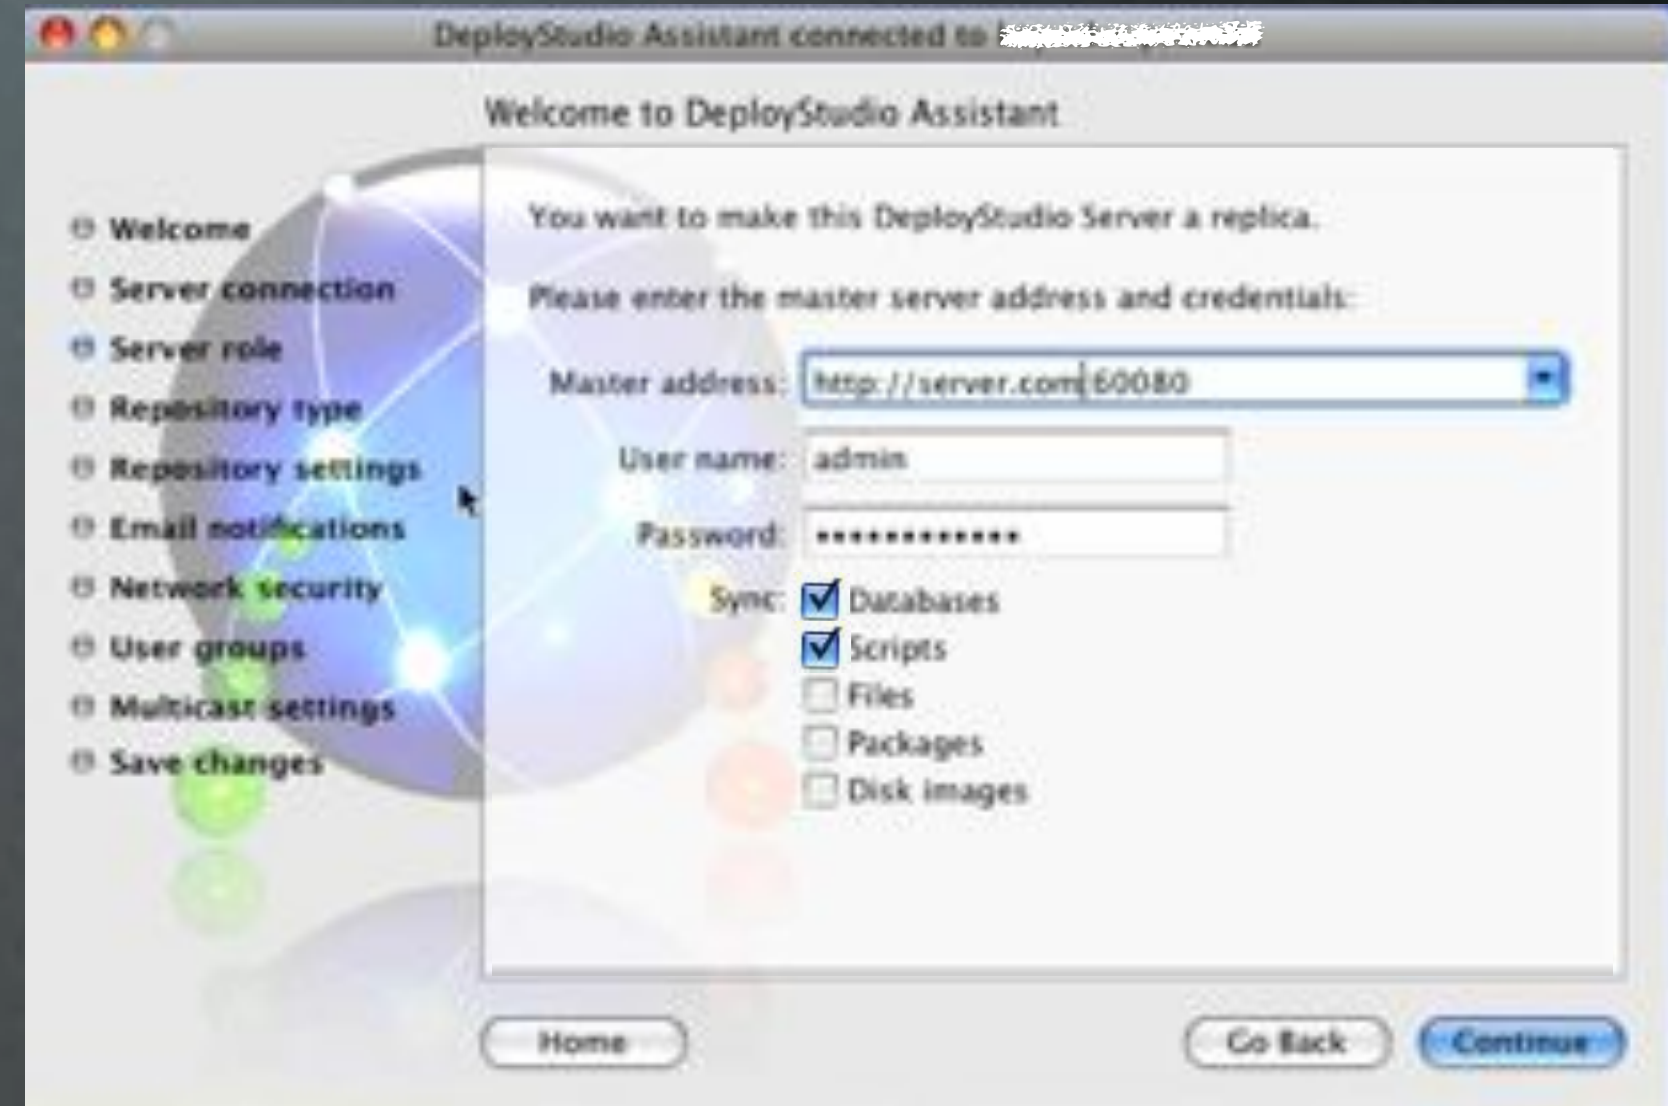 DeployStudio Assistant connected to
Welcome to DeployStudio Assistant
Welcome
Server connection
Server role
Repository type
Repository settings
Email notifications
Network security
User groups
Multicast settings
Save changes
You want to make this DeployStudio Server a replica.
Please enter the master server address and credentials:
Master address: http://server.com:60080
User name: admin
Password: ••••••••••••
Sync: Databases
Scripts
Files
Packages
Disk images
Home
Go Back
Continue